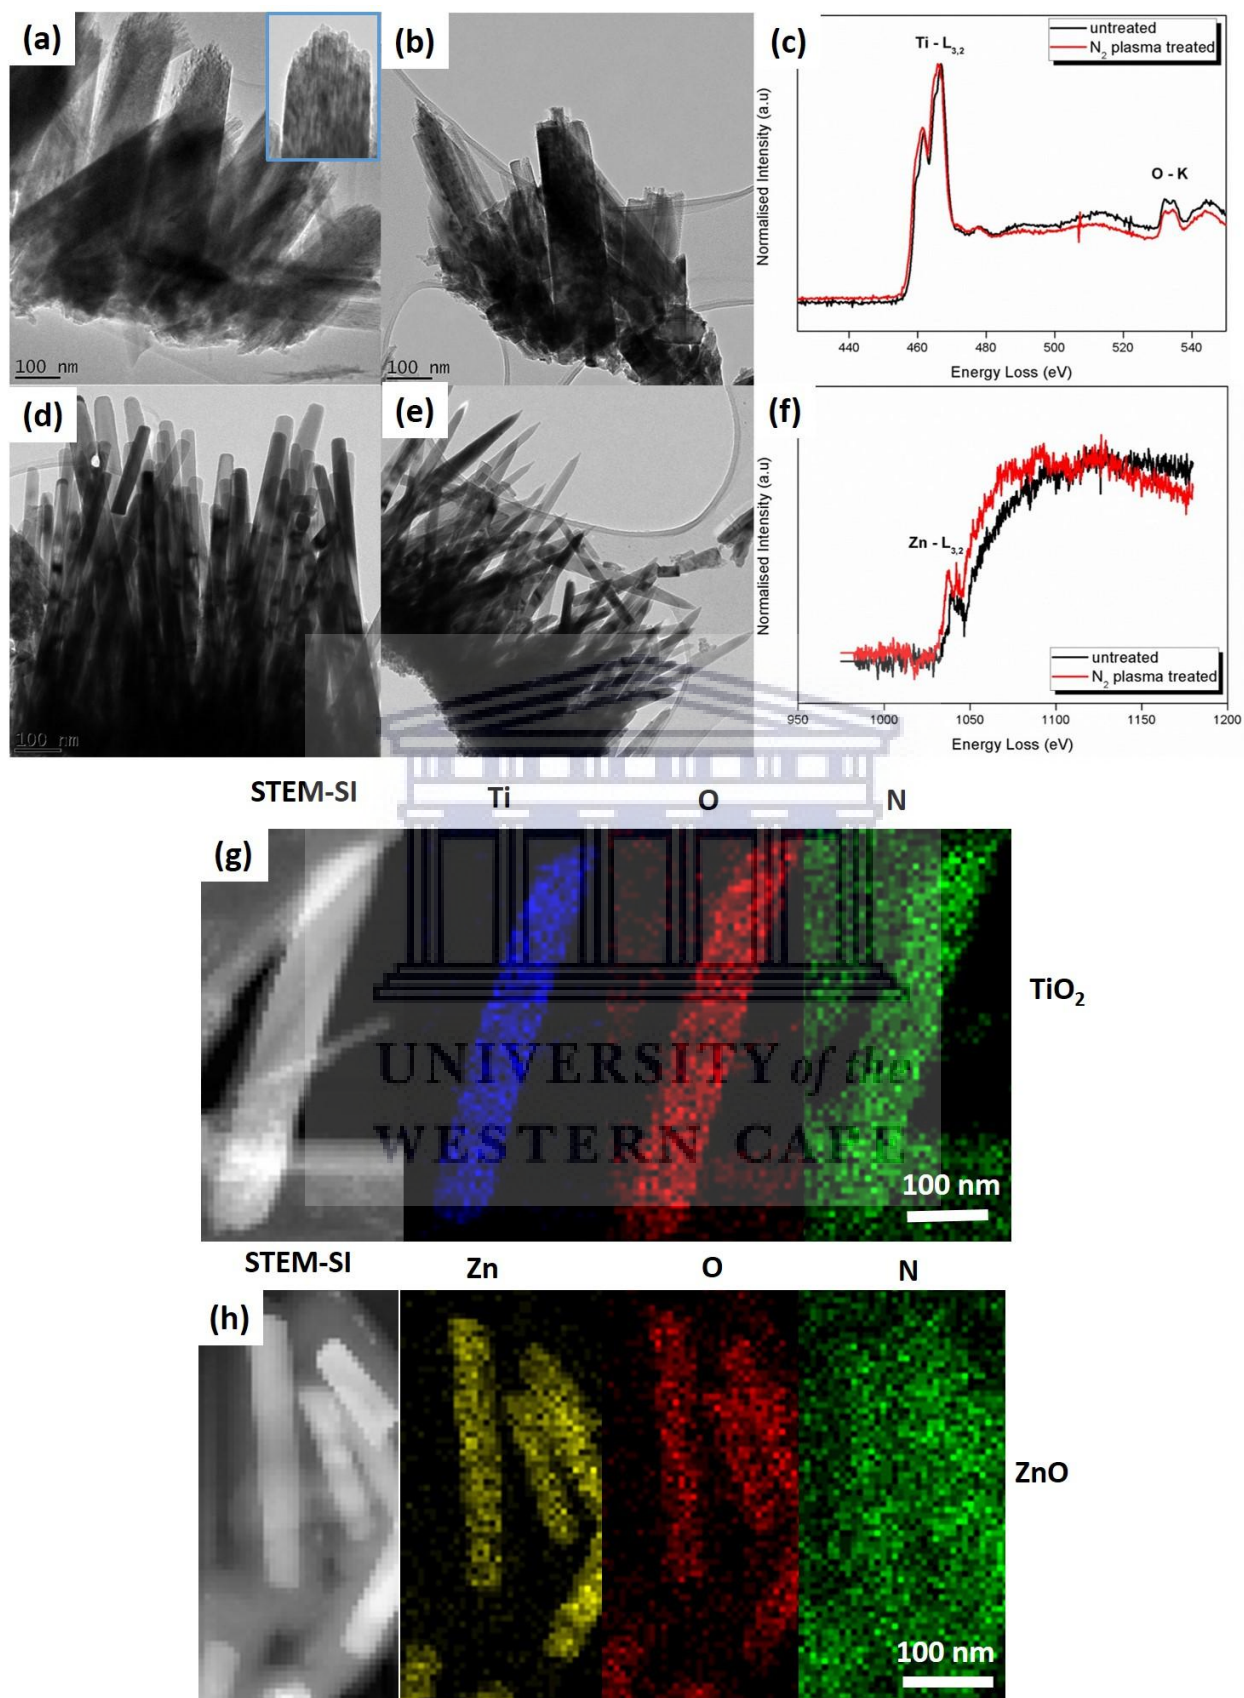 (a)
100 nm
(b)
100 nm
(c)
untreated
N₂ plasma treated
Ti - L₃,₂
O - K
Normalised Intensity (a.u)
440 460 480 500 520 540
Energy Loss (eV)
(d)
100 nm
(e)
(f)
Zn - L₃,₂
Normalised Intensity (a.u)
untreated
N₂ plasma treated
950 1000 1050 1100 1150 1200
Energy Loss (eV)
STEM-SI Ti O N
(g)
TiO₂
UNIVERSITY of the
WESTERN CAPE
100 nm
STEM-SI Zn O N
(h)
ZnO
100 nm